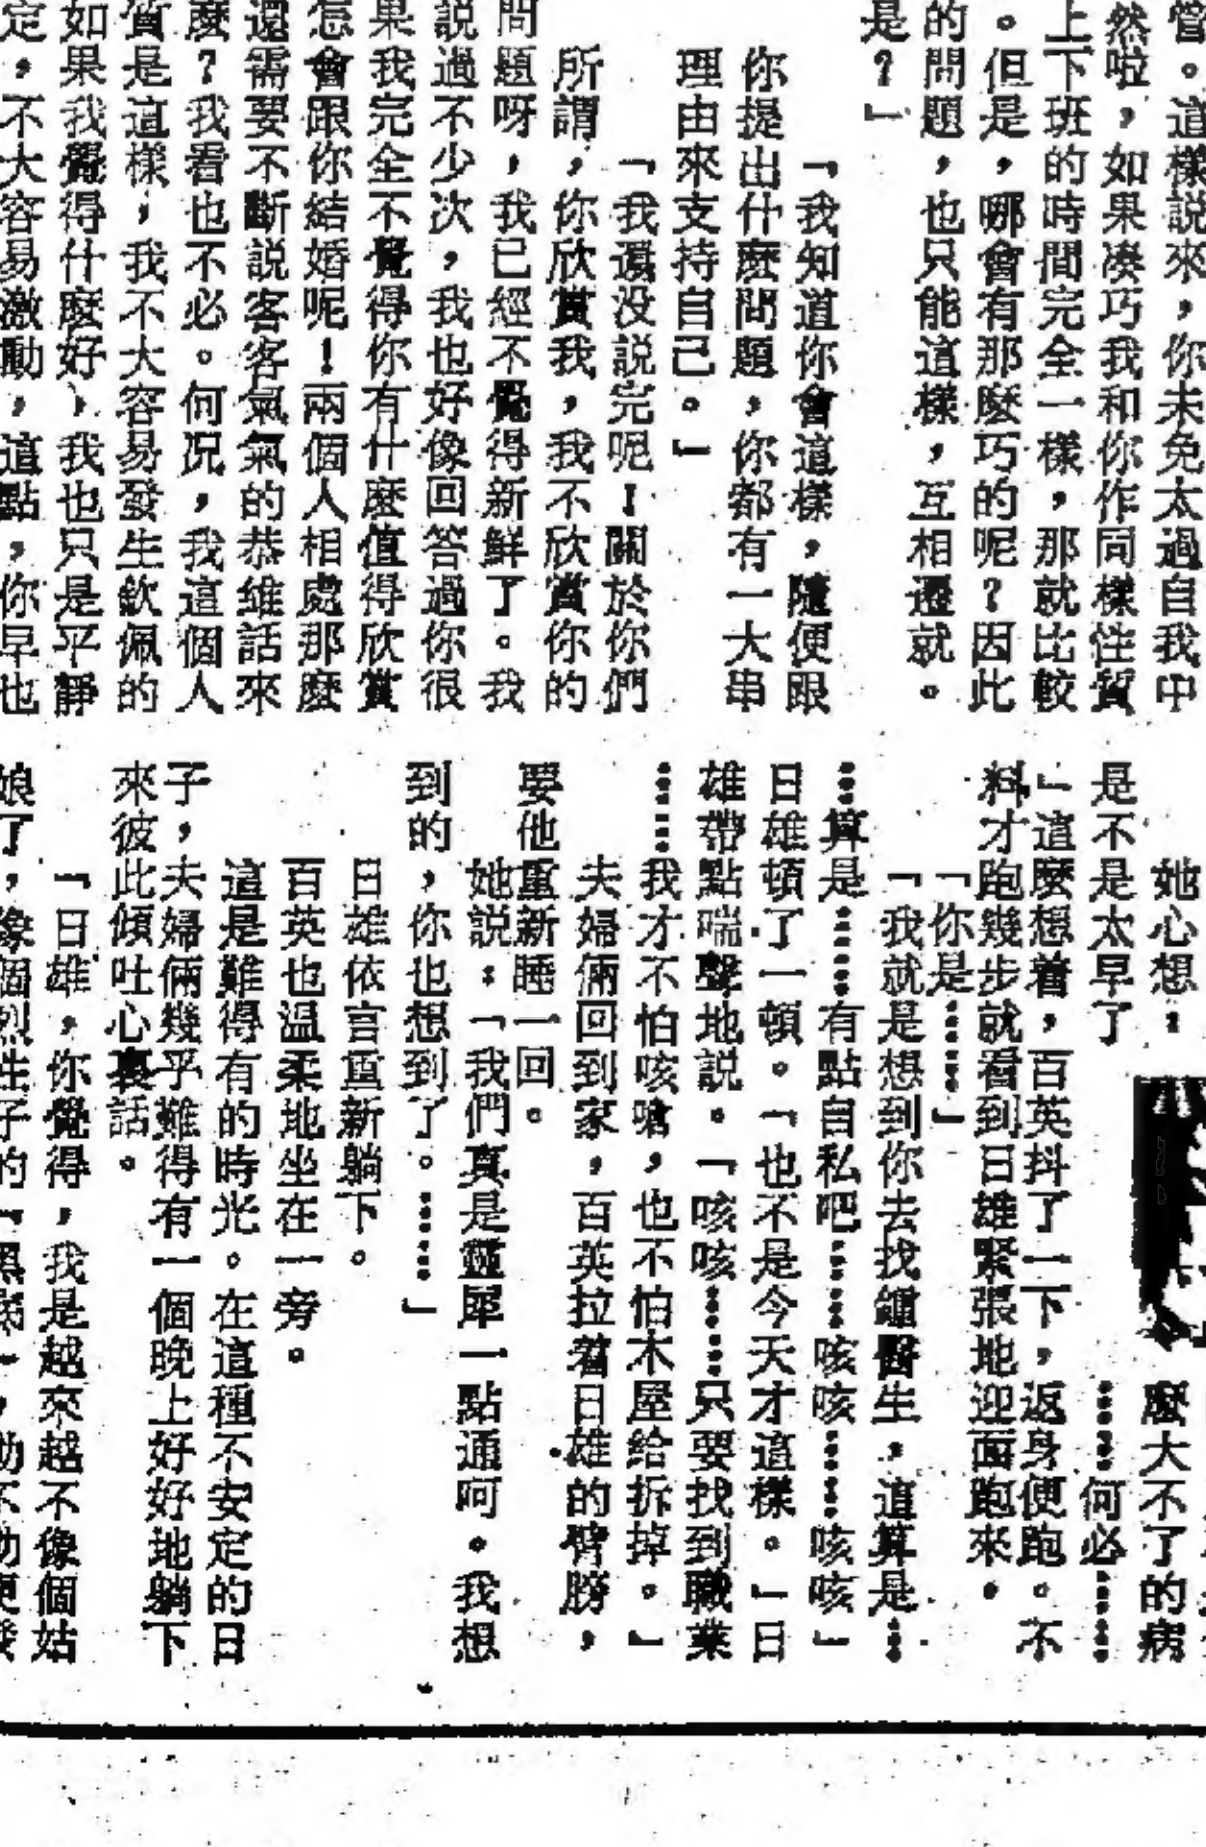 嘗。這樣説來，你未免太過自我中
然啦，如果凑巧我和你作同樣性質
上下班的時間完全一樣，那就比較
。但是，哪會有那麽巧的呢？因此
的問題，也只能這樣，互相遷就。
是？」
「我知道你會這樣，隨便跟
你提出什麽問題，你都有一大串
理由來支持自己。」
「我還没説完呢！關於你們
所謂，你欣賞我，我不欣賞你的
問題呀，我已經不覺得新鮮了。我
説過不少次，我也好像回答過你很
果我完全不覺得你有什麽值得欣賞
怎會跟你結婚呢！兩個人相處那麽
還需要不斷説客客氣氣的恭維話來
麽？我看也不必。何况，我這個人
質是這樣，我不大容易發生欽佩的
如果我覺得什麽好，我也只是平靜
定，不大容易激動，這點，你早也
麽大不了的病
她心想：
……何必……
是不是太早了
」這麽想着，百英抖了一下，返身便跑。不
料才跑幾步就看到日雄緊張地迎面跑來。
「你是……」
「我就是想到你去找鍾醫生，這算是…
…算是……有點自私吧……咳咳……咳咳」
日雄頓了一頓。「也不是今天才這樣。」日
雄帶點喘聲地説。「咳咳……只要找到職業
……我才不怕咳嗆，也不怕木屋給拆掉。」
夫婦倆回到家，百英拉着日雄的臂膀，
要他重新睡一回。
她説：「我們真是靈犀一點通呵。我想
到的，你也想到了。……」
日雄依言重新躺下。
百英也温柔地坐在一旁。
這是難得有的時光。在這種不安定的日
子，夫婦倆幾乎難得有一個晚上好好地躺下
來彼此傾吐心裏話。
「日雄，你覺得，我是越來越不像個姑
娘了，像個烈性子的